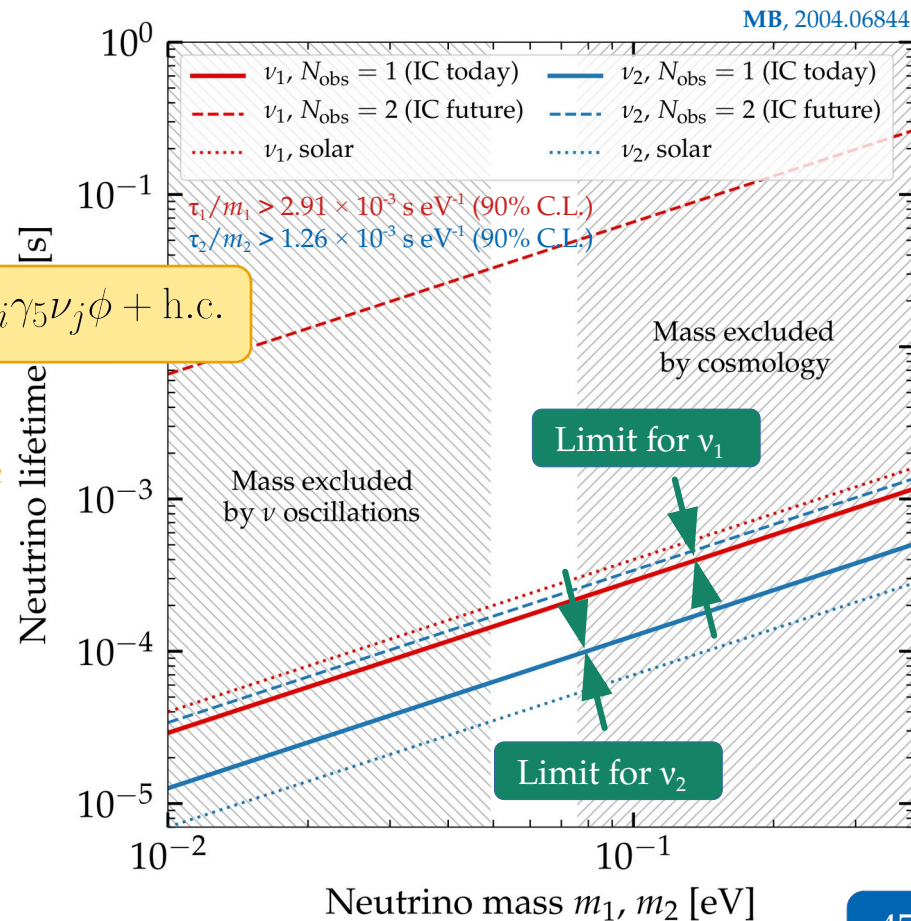 MB, 2004.06844
10⁰
ν₁, N_obs = 1 (IC today)
ν₂, N_obs = 1 (IC today)
ν₁, N_obs = 2 (IC future)
ν₂, N_obs = 2 (IC future)
ν₁, solar
ν₂, solar
10⁻¹
τ₁/m₁ > 2.91 × 10⁻³ s eV⁻¹ (90% C.L.)
τ₂/m₂ > 1.26 × 10⁻³ s eV⁻¹ (90% C.L.)
ᵢγ₅νⱼϕ + h.c.
Neutrino lifetime [s]
Mass excluded
by cosmology
Limit for ν₁
Mass excluded
by ν oscillations
10⁻³
10⁻⁴
Limit for ν₂
10⁻⁵
10⁻²
10⁻¹
Neutrino mass m₁, m₂ [eV]